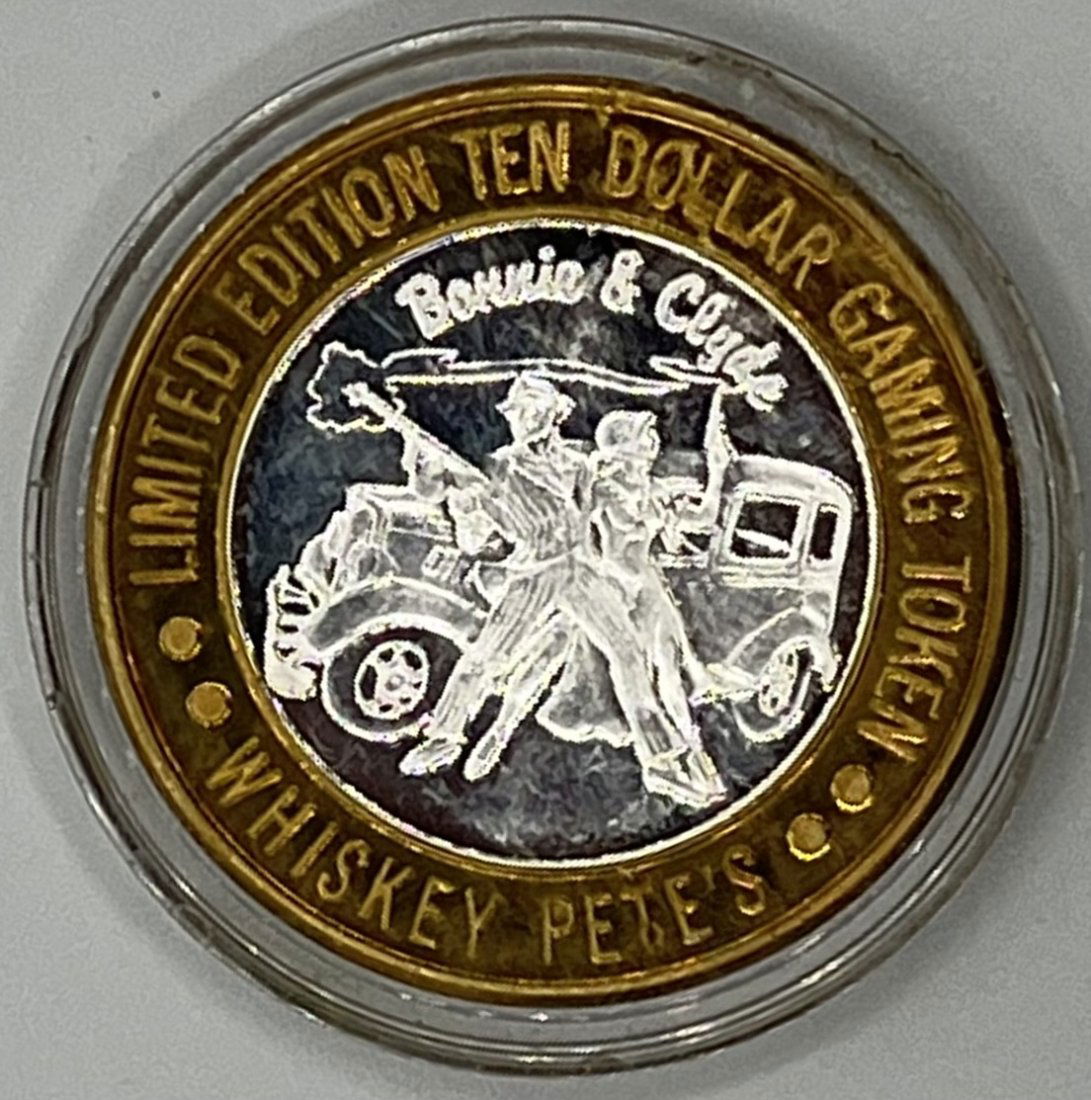 LIMITED EDITION TEN DOLLAR GAMING TOKEN
Bonnie & Clyde
WHISKEY PETE'S